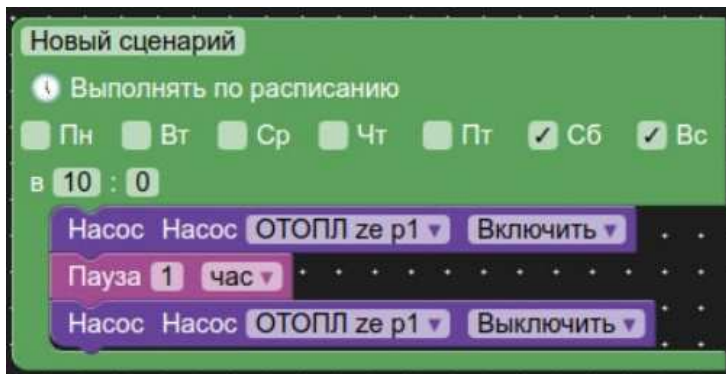 Новый сценарий
Выполнять по расписанию
Пн Вт Ср Чт Пт Сб Вс
в 10 : 0
Насос Насос ОТОПЛ ze p1 Включить
Пауза 1 час
Насос Насос ОТОПЛ ze p1 Выключить